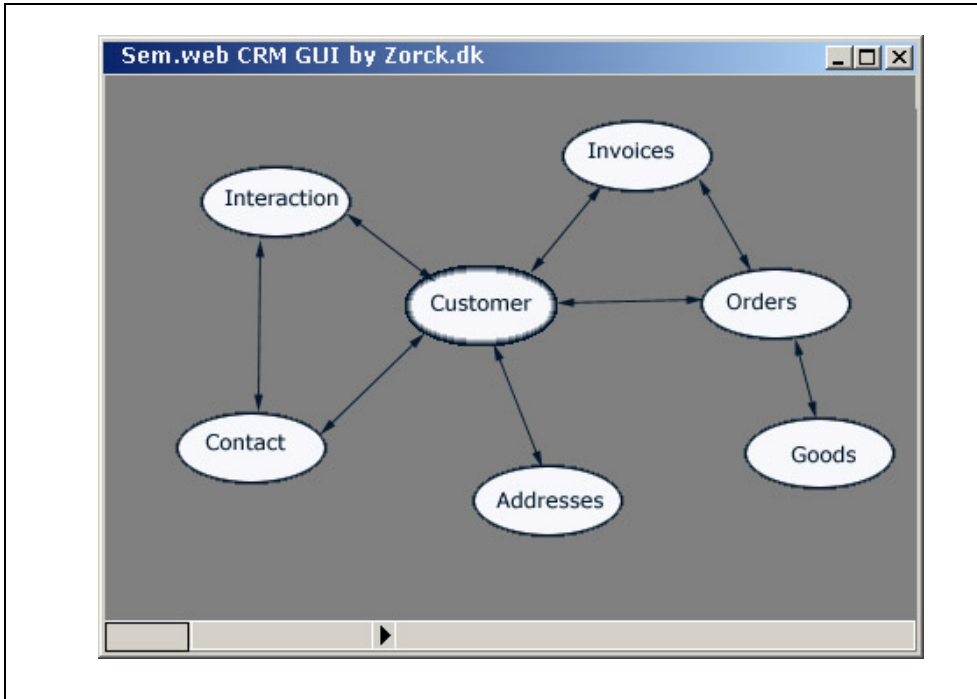 Sem.web CRM GUI by Zorck.dk
Invoices
Interaction
Customer
Orders
Contact
Goods
Addresses